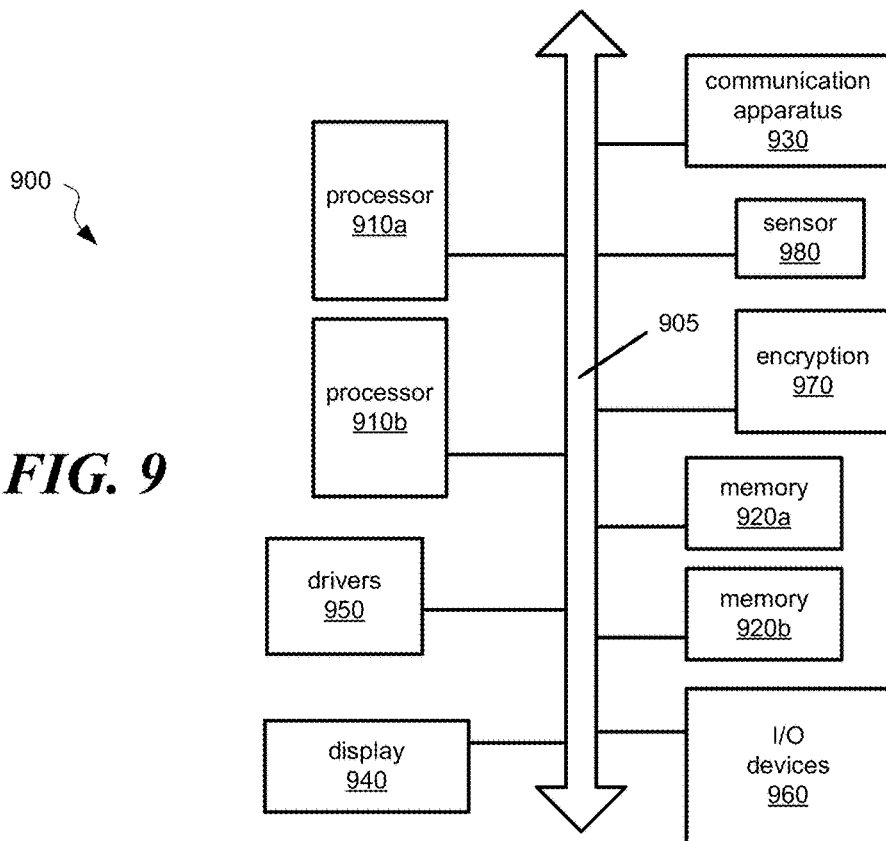 900
FIG. 9
processor
910a
processor
910b
drivers
950
display
940
905
communication
apparatus
930
sensor
980
encryption
970
memory
920a
memory
920b
I/O
devices
960